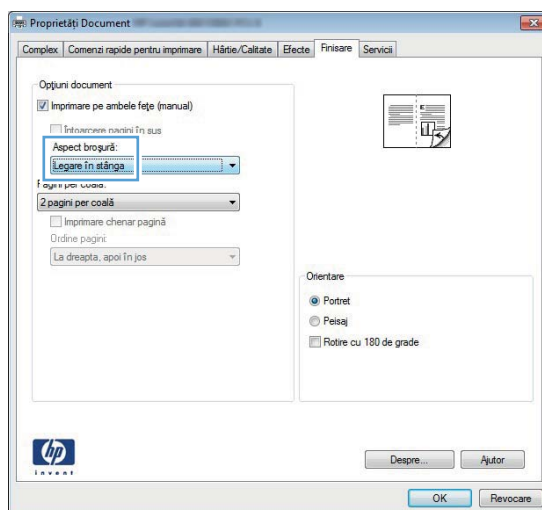 Proprietăți Document
Complex Comenzi rapide pentru imprimare Hârtie/Calitate Efecte Finisare Servicii
Opțiuni document
Imprimare pe ambele fețe (manual)
Întoarcere pagini în sus
Aspect broșură:
Legare în stânga
Pagini per coală:
2 pagini per coală
Imprimare chenar pagină
Ordine pagini:
La dreapta, apoi în jos
Orientare
Portret
Peisaj
Rotire cu 180 de grade
hp
invent
Despre...
Ajutor
OK
Revocare